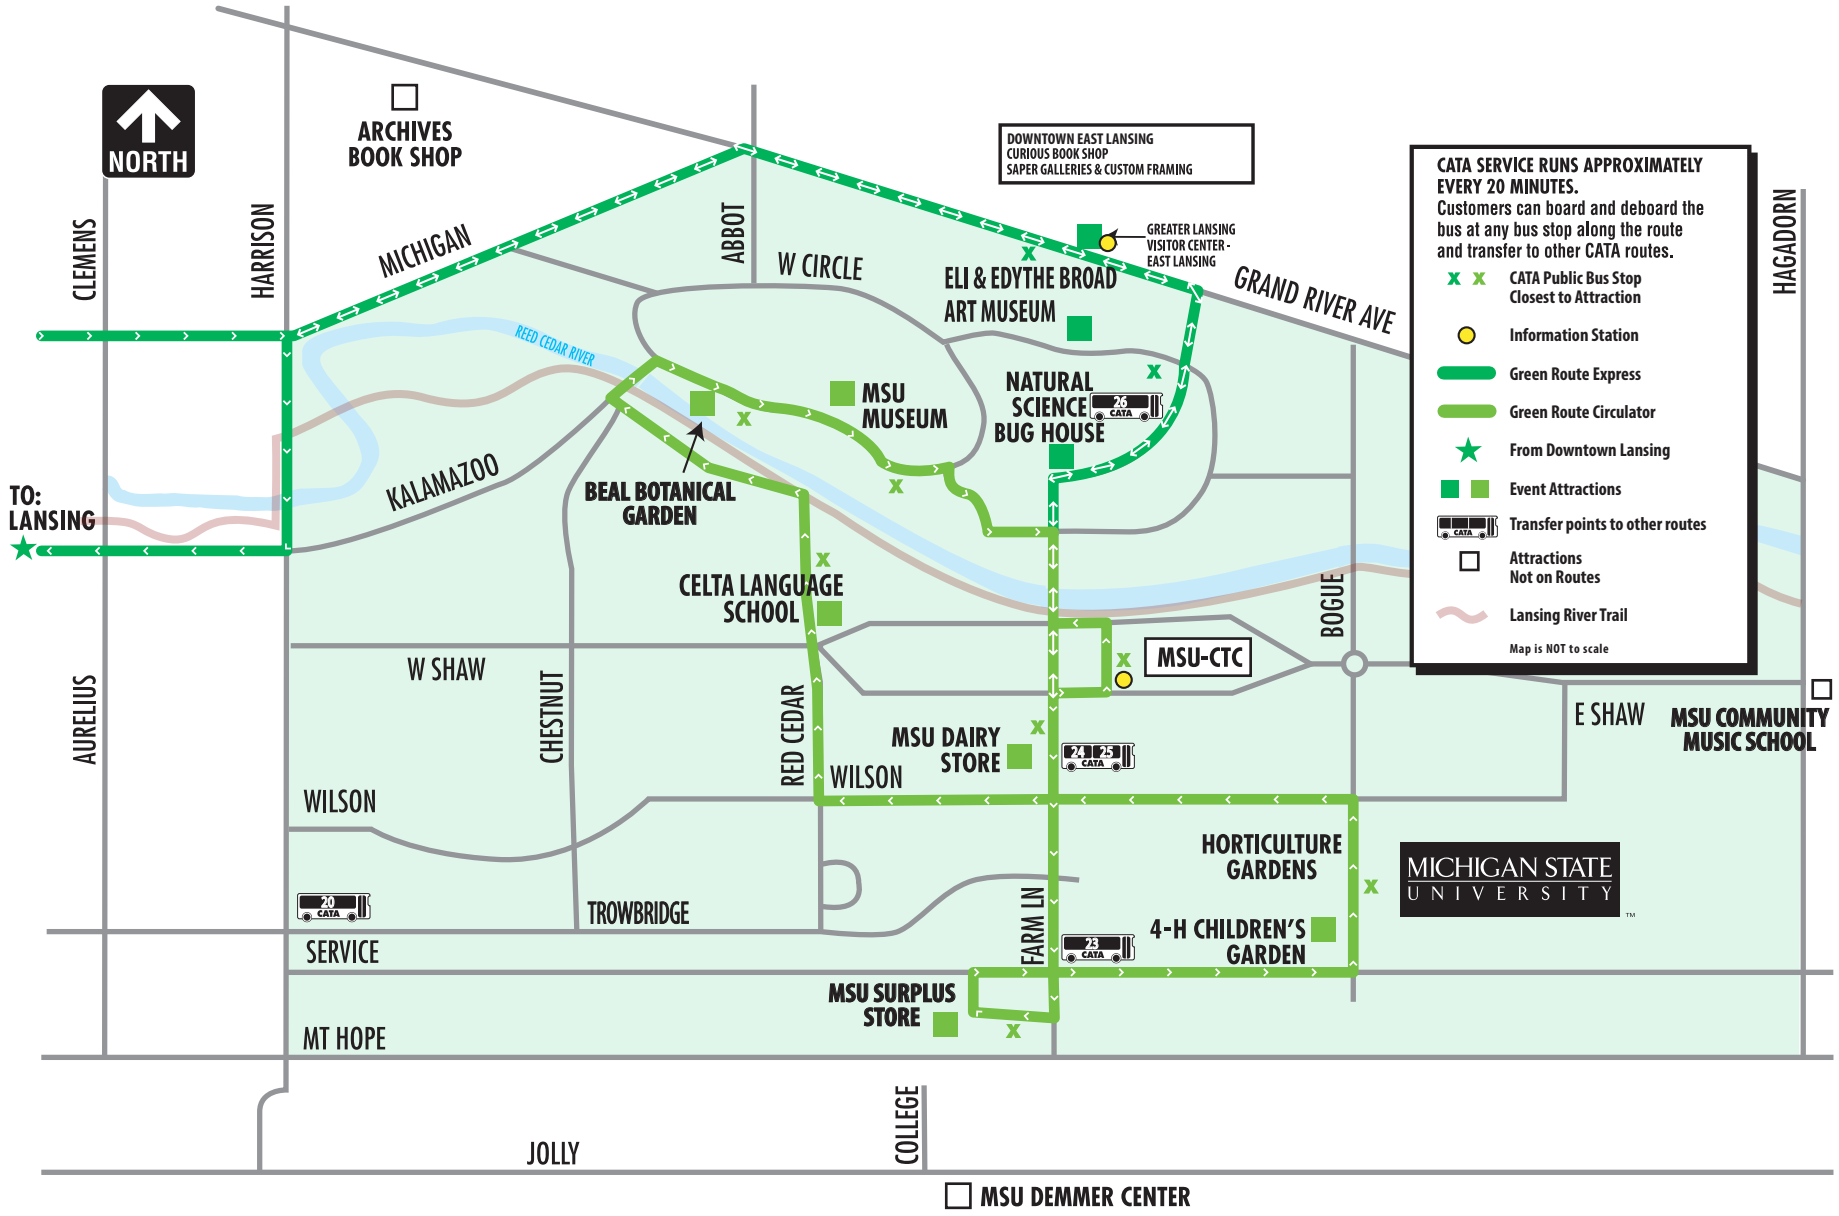 NORTH
ARCHIVES
BOOK SHOP
CLEMENS
HARRISON
MICHIGAN
ABBOT
W CIRCLE
DOWNTOWN EAST LANSING
CURIOUS BOOK SHOP
SAPER GALLERIES & CUSTOM FRAMING
GREATER LANSING
VISITOR CENTER -
EAST LANSING
ELI & EDYTHE BROAD
ART MUSEUM
GRAND RIVER AVE
HAGADORN
CATA SERVICE RUNS APPROXIMATELY
EVERY 20 MINUTES.
Customers can board and deboard the
bus at any bus stop along the route
and transfer to other CATA routes.
X X
CATA Public Bus Stop
Closest to Attraction
Information Station
Green Route Express
Green Route Circulator
From Downtown Lansing
Event Attractions
CATA
Transfer points to other routes
Attractions
Not on Routes
Lansing River Trail
Map is NOT to scale
REED CEDAR RIVER
X
X
NATURAL
SCIENCE
BUG HOUSE
26
CATA
MSU
MUSEUM
X
X
KALAMAZOO
BEAL BOTANICAL
GARDEN
TO:
LANSING
X
CELTA LANGUAGE
SCHOOL
BOGUE
W SHAW
X
MSU-CTC
AURELIUS
CHESTNUT
RED CEDAR
X
MSU DAIRY
STORE
24 25
CATA
E SHAW
MSU COMMUNITY
MUSIC SCHOOL
WILSON
WILSON
HORTICULTURE
GARDENS
X
MICHIGAN STATE
UNIVERSITY
TM
20
CATA
TROWBRIDGE
FARM LN
23
CATA
4-H CHILDREN'S
GARDEN
SERVICE
MSU SURPLUS
STORE
X
MT HOPE
COLLEGE
JOLLY
MSU DEMMER CENTER